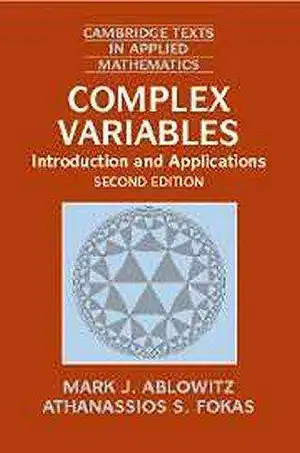 CAMBRIDGE TEXTS
IN APPLIED
MATHEMATICS
COMPLEX
VARIABLES
Introduction and Applications
SECOND EDITION
MARK J. ABLOWITZ
ATHANASSIOS S. FOKAS